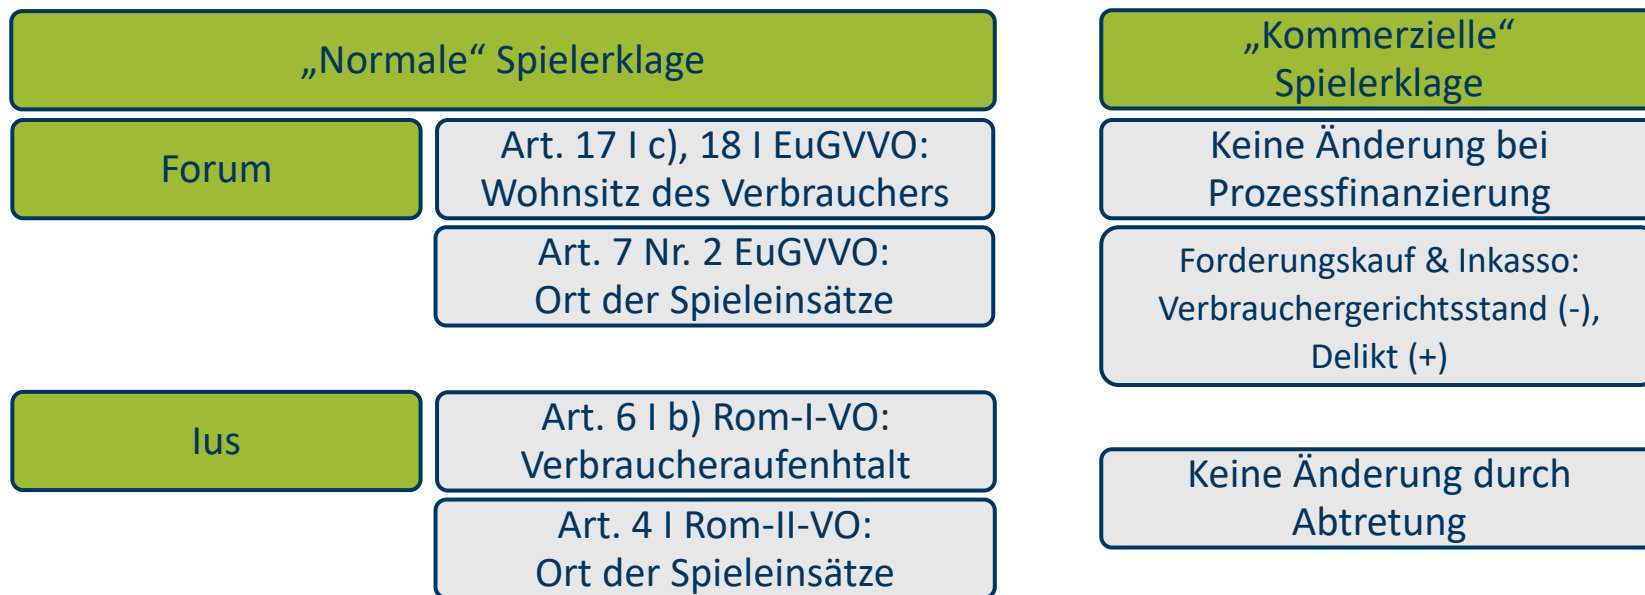 „Normale“ Spielerklage
Forum
Art. 17 I c), 18 I EuGVVO:
Wohnsitz des Verbrauchers
Art. 7 Nr. 2 EuGVVO:
Ort der Spieleinsätze
Ius
Art. 6 I b) Rom-I-VO:
Verbraucheraufenhtalt
Art. 4 I Rom-II-VO:
Ort der Spieleinsätze
„Kommerzielle“
Spielerklage
Keine Änderung bei
Prozessfinanzierung
Forderungskauf & Inkasso:
Verbrauchergerichtsstand (-),
Delikt (+)
Keine Änderung durch
Abtretung